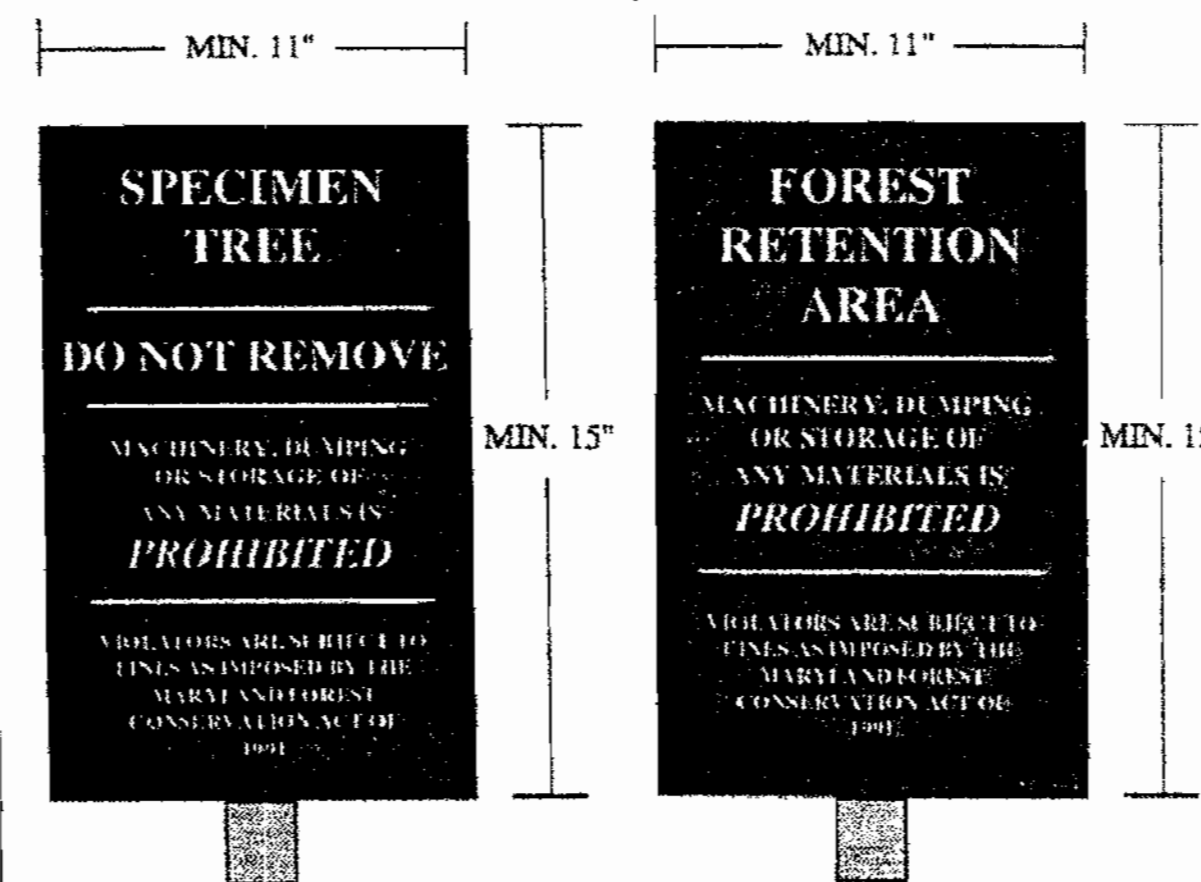 MIN. 11"
SPECIMEN
TREE
DO NOT REMOVE
MACHINERY, DUMPING
OR STORAGE OF
ANY MATERIALS IS
PROHIBITED
VIOLATORS ARE SUBJECT TO
FINES AS IMPOSED BY THE
MARYLAND FOREST
CONSERVATION ACT OF
1991
MIN. 15"
MIN. 11"
FOREST
RETENTION
AREA
MACHINERY, DUMPING
OR STORAGE OF
ANY MATERIALS IS
PROHIBITED
VIOLATORS ARE SUBJECT TO
FINES AS IMPOSED BY THE
MARYLAND FOREST
CONSERVATION ACT OF
1991
MIN. 15